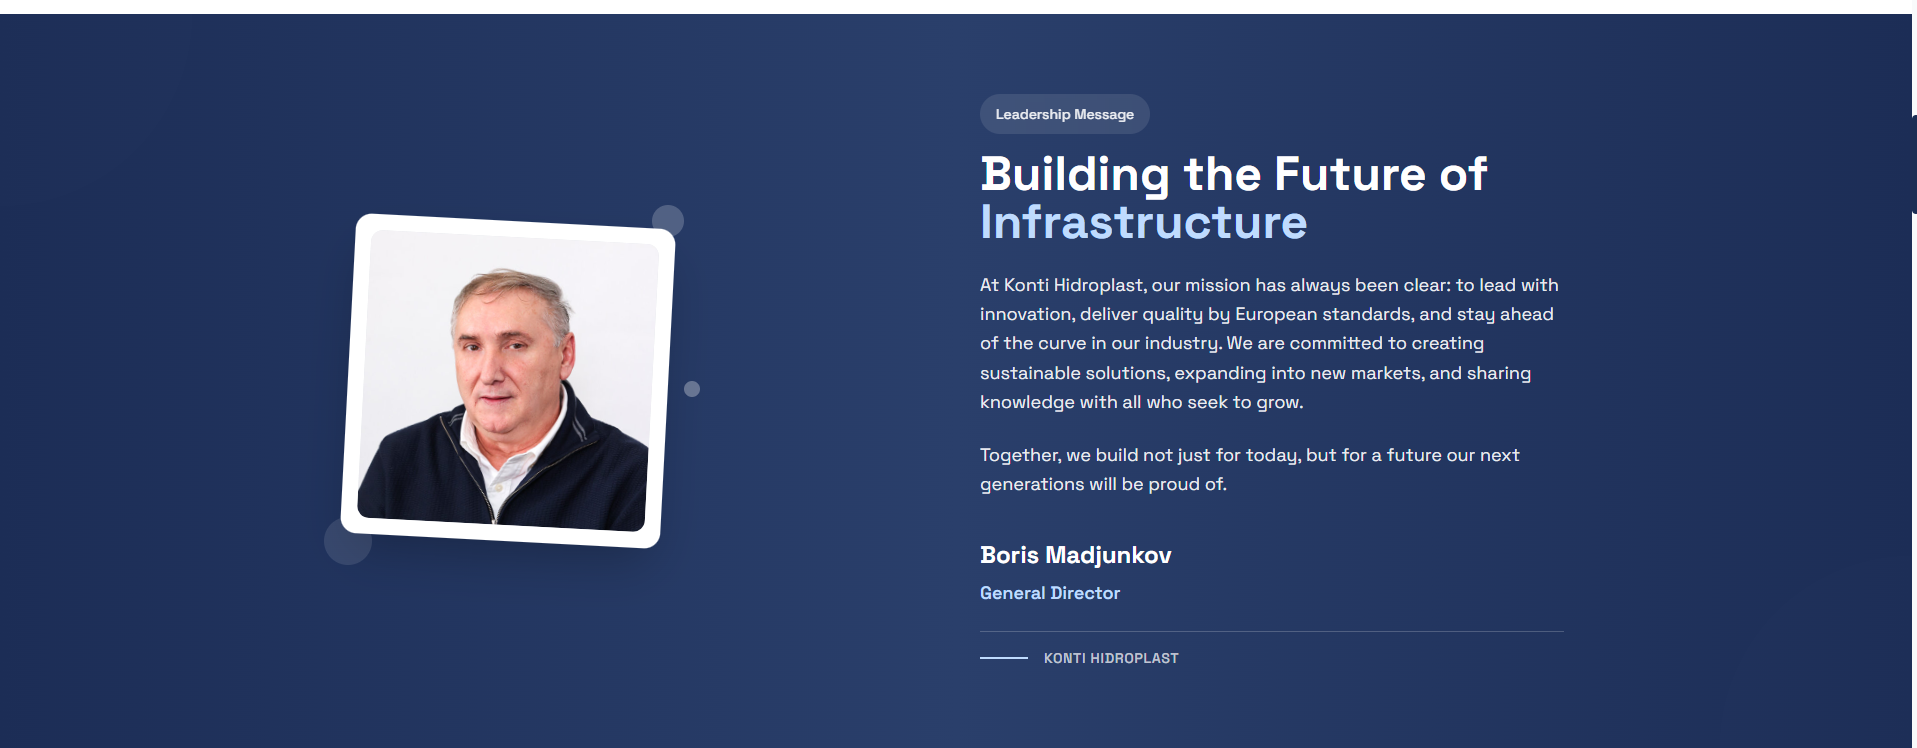 Leadership Message
Building the Future of
Infrastructure
At Konti Hidroplast, our mission has always been clear: to lead with
innovation, deliver quality by European standards, and stay ahead
of the curve in our industry. We are committed to creating
sustainable solutions, expanding into new markets, and sharing
knowledge with all who seek to grow.
Together, we build not just for today, but for a future our next
generations will be proud of.
Boris Madjunkov
General Director
KONTI HIDROPLAST